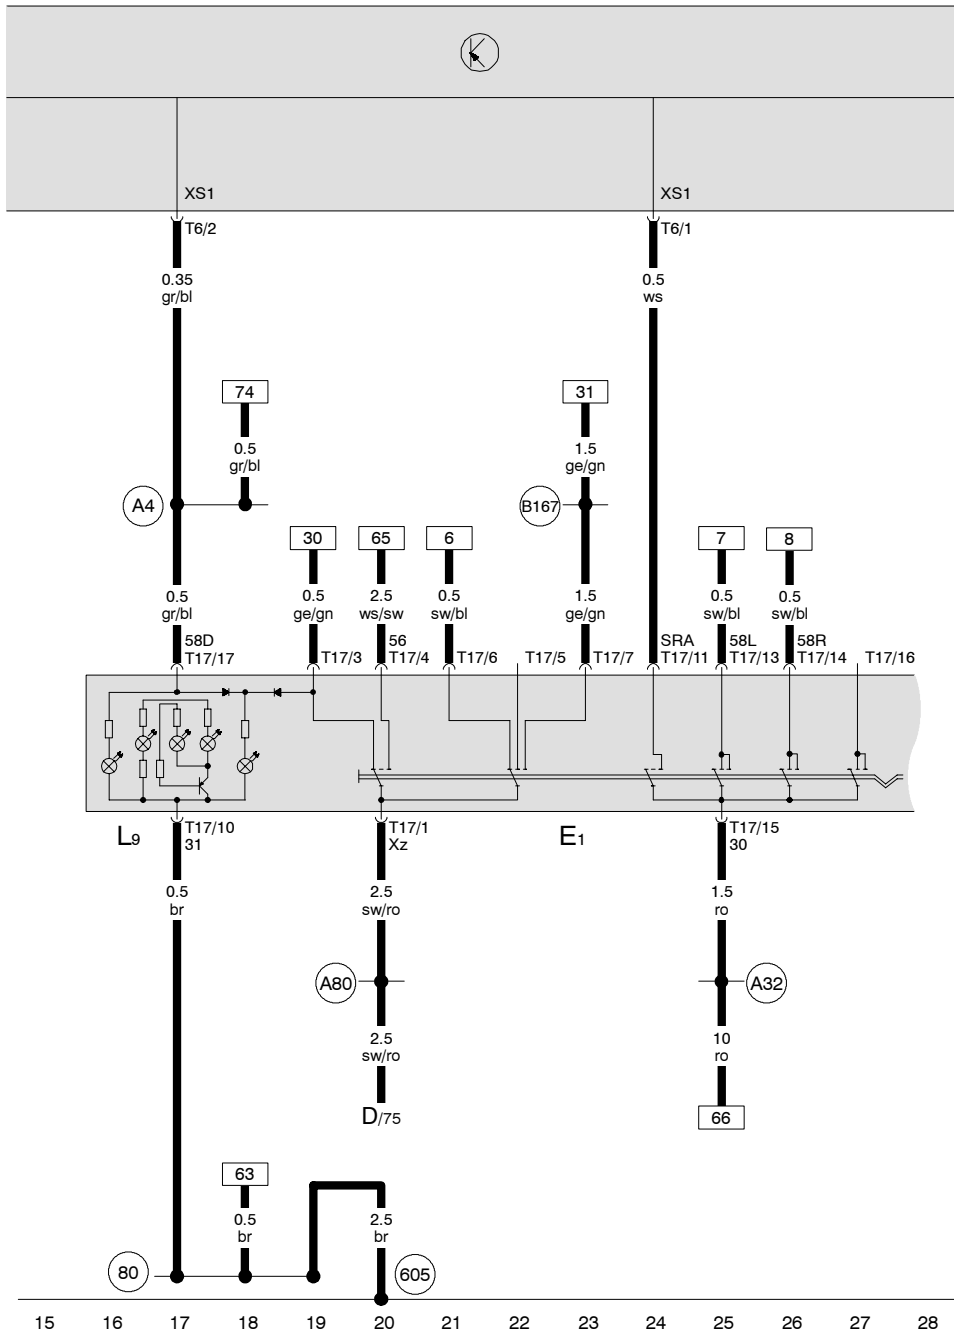 XS1 XS1
T6/2 T6/1
0.35 0.5
gr/bl ws
74 31
0.5 1.5
gr/bl ge/gn
A4 B167
30 65 6 7 8
0.5 0.5 2.5 0.5 1.5 0.5 0.5
gr/bl ge/gn ws/sw sw/bl ge/gn sw/bl sw/bl
58D 56 SRA 58L 58R
T17/17 T17/3 T17/4 T17/6 T17/5 T17/7 T17/11 T17/13 T17/14 T17/16
T17/10 T17/1 T17/15
L9 31 Xz E1 30
0.5 2.5 1.5
br sw/ro ro
A80 A32
2.5 10
sw/ro ro
D/75 66
63
0.5 2.5
br br
80 605
15 16 17 18 19 20 21 22 23 24 25 26 27 28